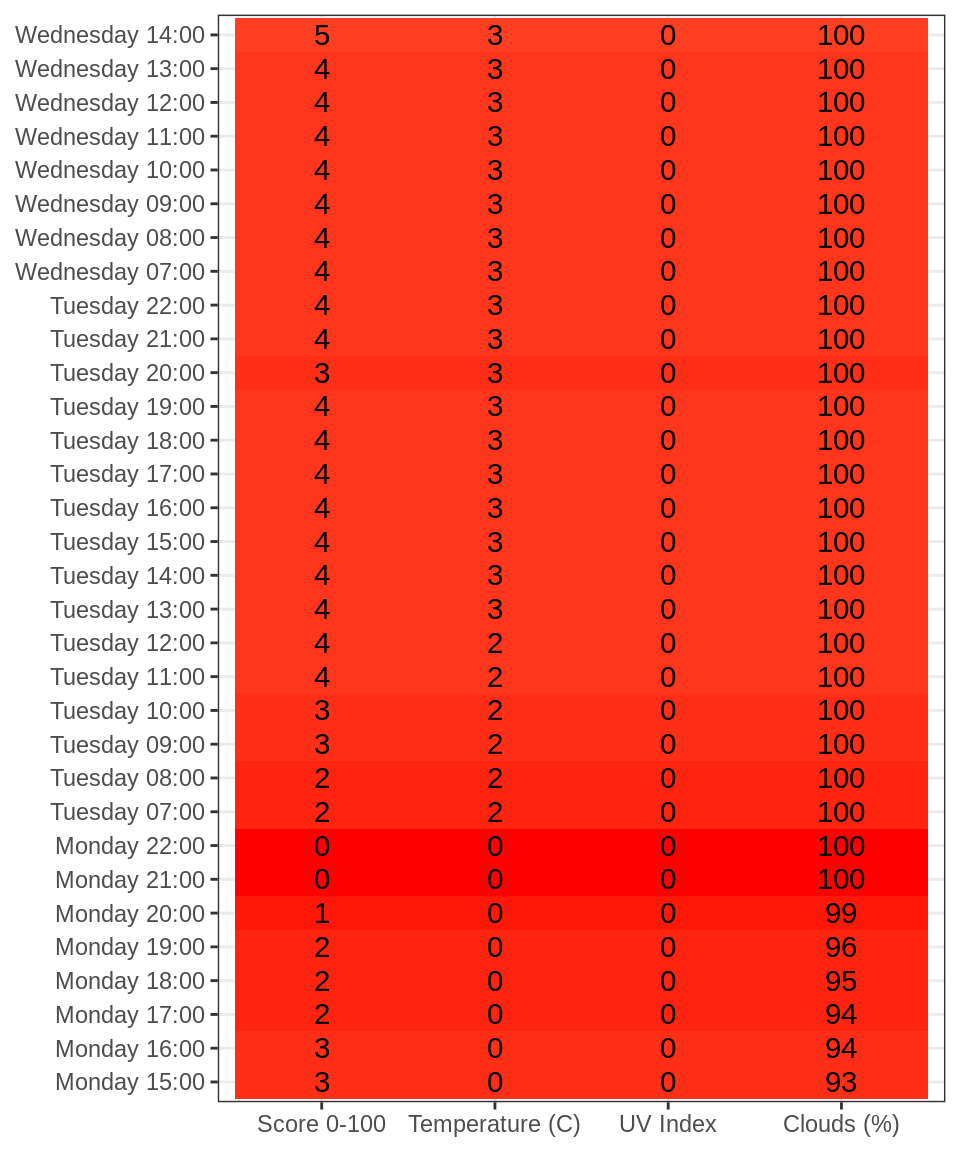 Wednesday 14:00 5 3 0 100
Wednesday 13:00 4 3 0 100
Wednesday 12:00 4 3 0 100
Wednesday 11:00 4 3 0 100
Wednesday 10:00 4 3 0 100
Wednesday 09:00 4 3 0 100
Wednesday 08:00 4 3 0 100
Wednesday 07:00 4 3 0 100
Tuesday 22:00 4 3 0 100
Tuesday 21:00 4 3 0 100
Tuesday 20:00 3 3 0 100
Tuesday 19:00 4 3 0 100
Tuesday 18:00 4 3 0 100
Tuesday 17:00 4 3 0 100
Tuesday 16:00 4 3 0 100
Tuesday 15:00 4 3 0 100
Tuesday 14:00 4 3 0 100
Tuesday 13:00 4 3 0 100
Tuesday 12:00 4 2 0 100
Tuesday 11:00 4 2 0 100
Tuesday 10:00 3 2 0 100
Tuesday 09:00 3 2 0 100
Tuesday 08:00 2 2 0 100
Tuesday 07:00 2 2 0 100
Monday 22:00 0 0 0 100
Monday 21:00 0 0 0 100
Monday 20:00 1 0 0 99
Monday 19:00 2 0 0 96
Monday 18:00 2 0 0 95
Monday 17:00 2 0 0 94
Monday 16:00 3 0 0 94
Monday 15:00 3 0 0 93
Score 0-100 Temperature (C) UV Index Clouds (%)